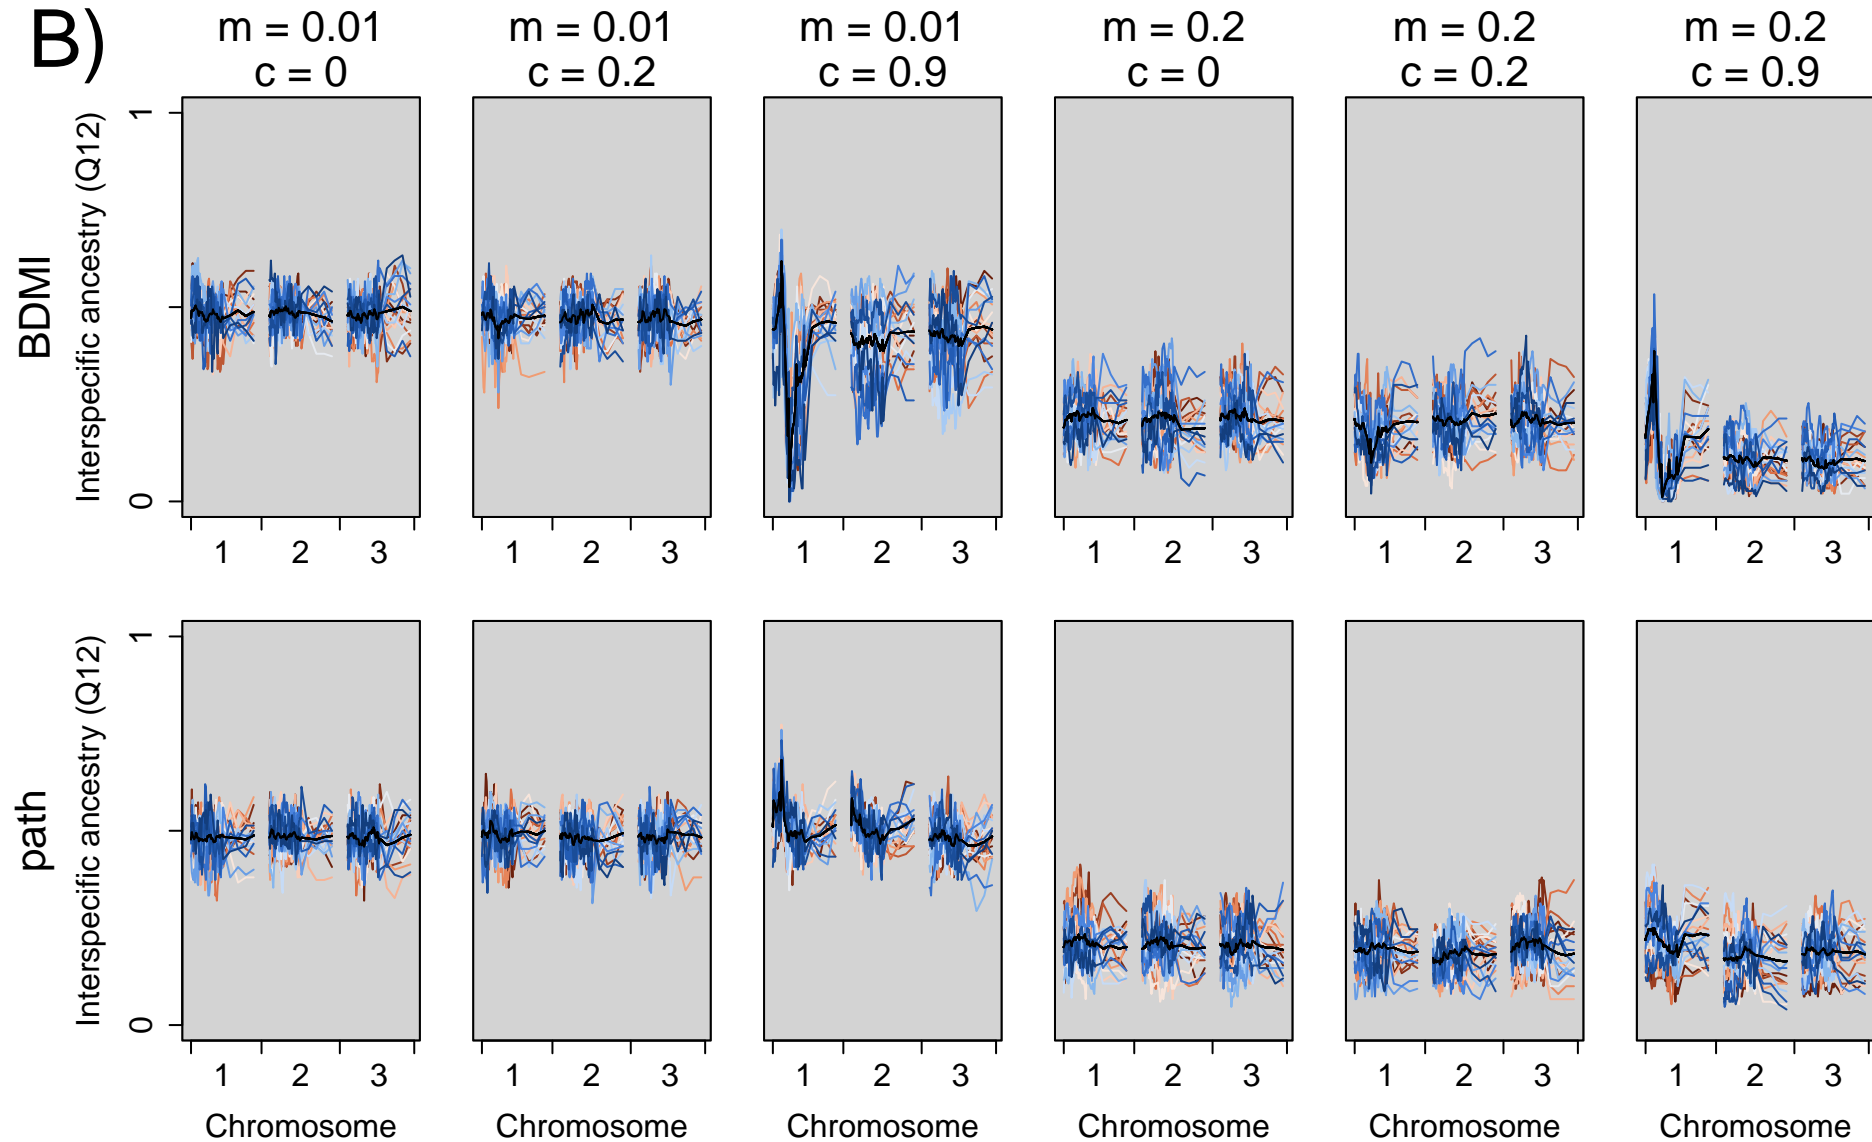 B)
m = 0.01 m = 0.01 m = 0.01 m = 0.2 m = 0.2 m = 0.2
c = 0 c = 0.2 c = 0.9 c = 0 c = 0.2 c = 0.9
BDMI
Interspecific ancestry (Q12)
1
0
1 2 3 1 2 3 1 2 3 1 2 3 1 2 3 1 2 3
path
Interspecific ancestry (Q12)
1
0
1 2 3 1 2 3 1 2 3 1 2 3 1 2 3 1 2 3
Chromosome Chromosome Chromosome Chromosome Chromosome Chromosome